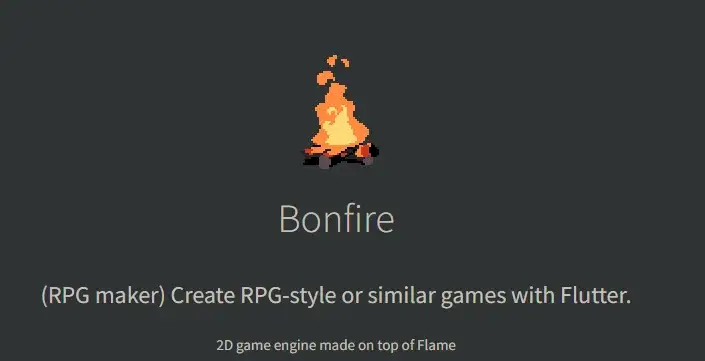 Bonfire
(RPG maker) Create RPG-style or similar games with Flutter.
2D game engine made on top of Flame